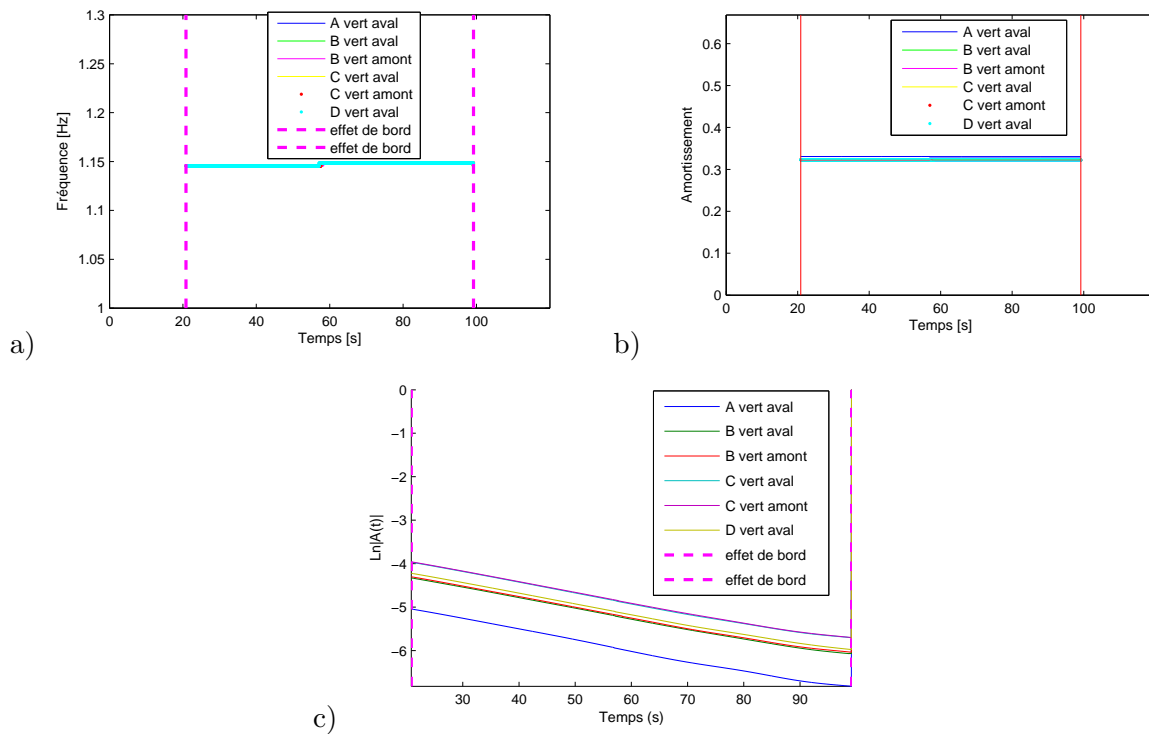 1.3
1.25
1.2
1.15
1.1
1.05
1
Fréquence [Hz]
0
20
40
60
80
100
Temps [s]
A vert aval
B vert aval
B vert amont
C vert aval
C vert amont
D vert aval
effet de bord
effet de bord
a)
0.6
0.5
0.4
0.3
0.2
0.1
0
Amortissement
0
20
40
60
80
100
120
Temps [s]
A vert aval
B vert aval
B vert amont
C vert aval
C vert amont
D vert aval
b)
0
−1
−2
−3
−4
−5
−6
Ln|A(t)|
30
40
50
60
70
80
90
Temps (s)
A vert aval
B vert aval
B vert amont
C vert aval
C vert amont
D vert aval
effet de bord
effet de bord
c)